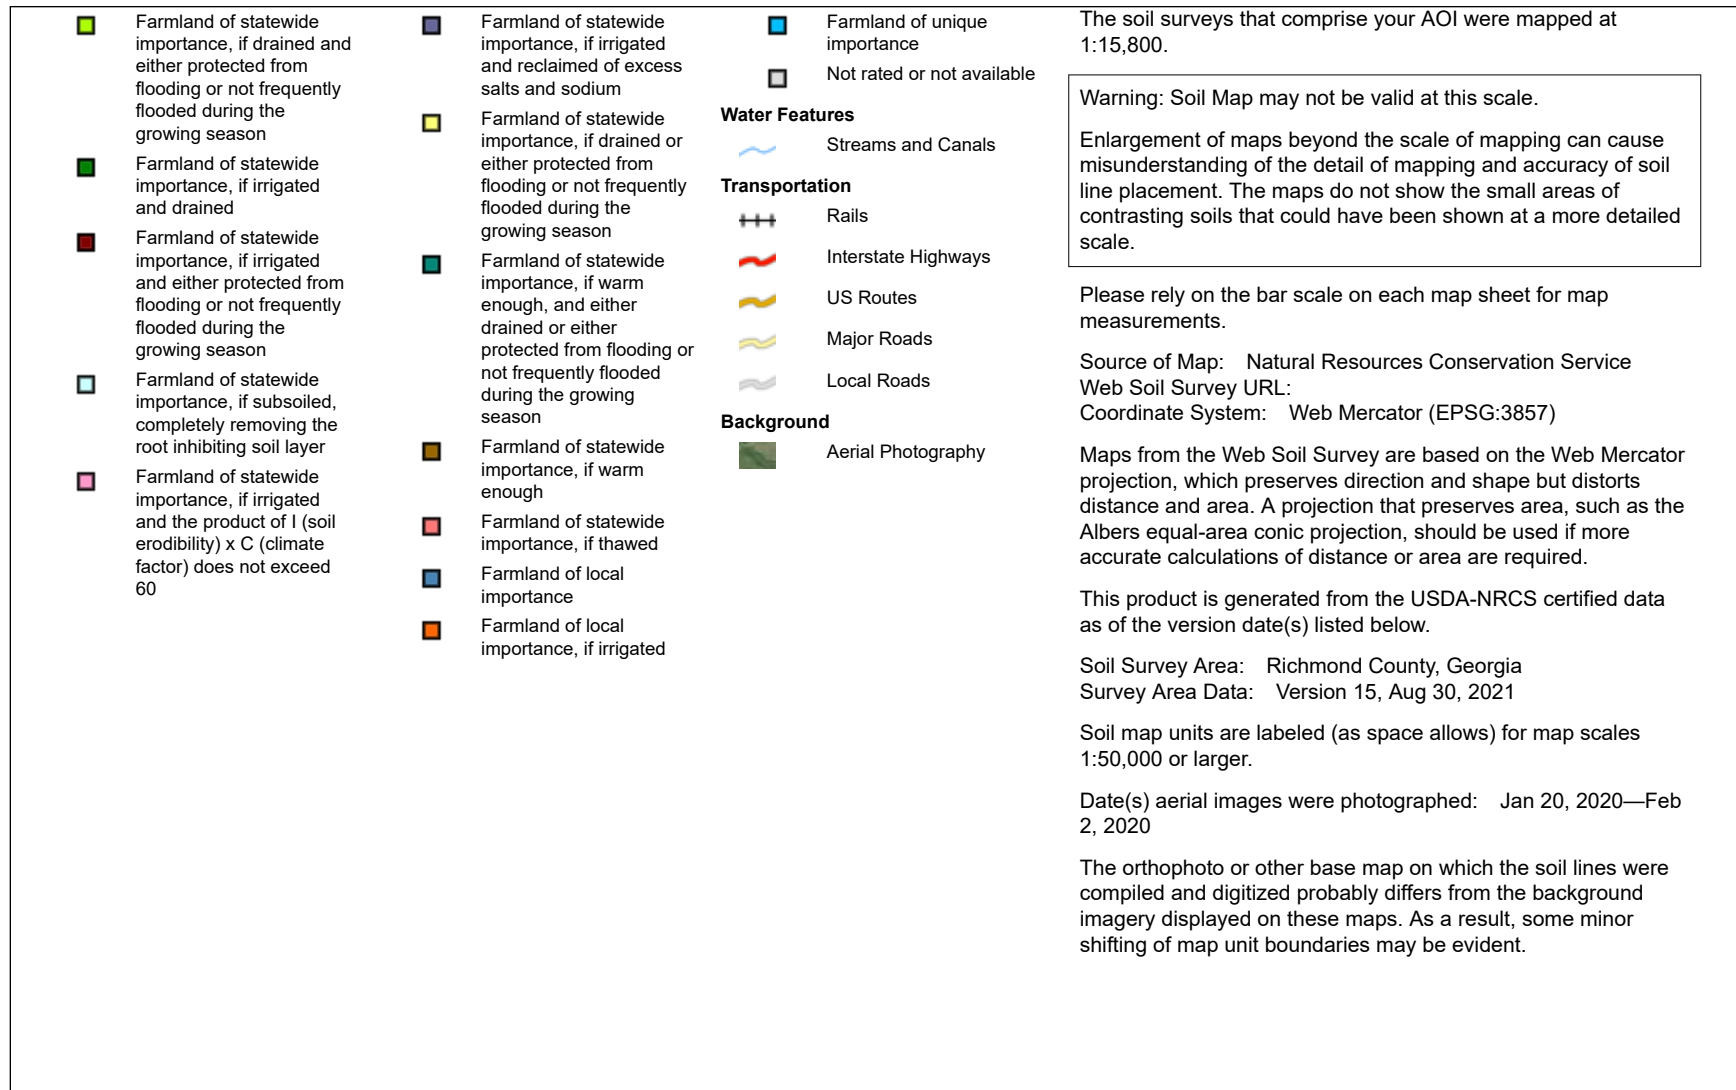 Farmland of statewide
importance, if drained and
either protected from
flooding or not frequently
flooded during the
growing season
Farmland of statewide
importance, if irrigated
and drained
Farmland of statewide
importance, if irrigated
and either protected from
flooding or not frequently
flooded during the
growing season
Farmland of statewide
importance, if subsoiled,
completely removing the
root inhibiting soil layer
Farmland of statewide
importance, if irrigated
and the product of I (soil
erodibility) x C (climate
factor) does not exceed
60
Farmland of statewide
importance, if irrigated
and reclaimed of excess
salts and sodium
Farmland of statewide
importance, if drained or
either protected from
flooding or not frequently
flooded during the
growing season
Farmland of statewide
importance, if warm
enough, and either
drained or either
protected from flooding or
not frequently flooded
during the growing
season
Farmland of statewide
importance, if warm
enough
Farmland of statewide
importance, if thawed
Farmland of local
importance
Farmland of local
importance, if irrigated
Farmland of unique
importance
Not rated or not available
Water Features
Streams and Canals
Transportation
Rails
Interstate Highways
US Routes
Major Roads
Local Roads
Background
Aerial Photography
The soil surveys that comprise your AOI were mapped at
1:15,800.
Warning: Soil Map may not be valid at this scale.
Enlargement of maps beyond the scale of mapping can cause
misunderstanding of the detail of mapping and accuracy of soil
line placement. The maps do not show the small areas of
contrasting soils that could have been shown at a more detailed
scale.
Please rely on the bar scale on each map sheet for map
measurements.
Source of Map: Natural Resources Conservation Service
Web Soil Survey URL:
Coordinate System: Web Mercator (EPSG:3857)
Maps from the Web Soil Survey are based on the Web Mercator
projection, which preserves direction and shape but distorts
distance and area. A projection that preserves area, such as the
Albers equal-area conic projection, should be used if more
accurate calculations of distance or area are required.
This product is generated from the USDA-NRCS certified data
as of the version date(s) listed below.
Soil Survey Area: Richmond County, Georgia
Survey Area Data: Version 15, Aug 30, 2021
Soil map units are labeled (as space allows) for map scales
1:50,000 or larger.
Date(s) aerial images were photographed: Jan 20, 2020—Feb
2, 2020
The orthophoto or other base map on which the soil lines were
compiled and digitized probably differs from the background
imagery displayed on these maps. As a result, some minor
shifting of map unit boundaries may be evident.